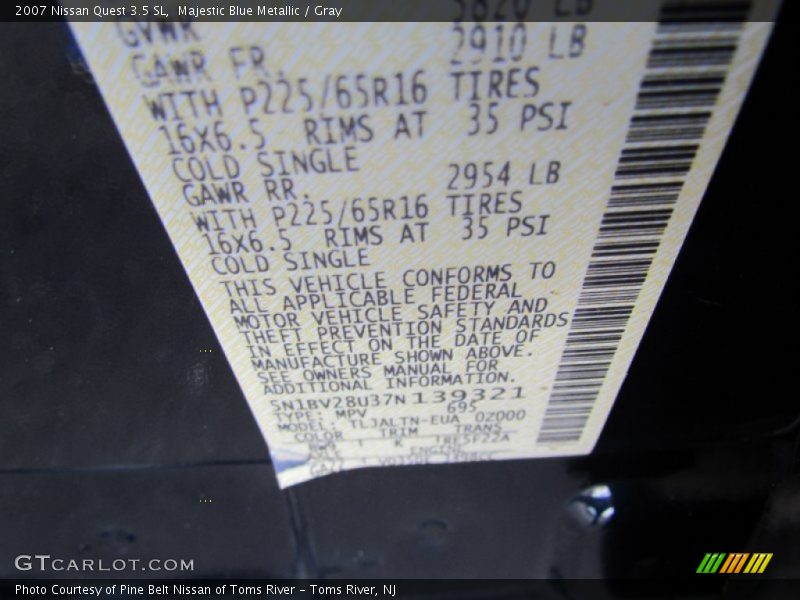 2007 Nissan Quest 3.5 SL, Majestic Blue Metallic / Gray
5820 LB
GVWR
GAWR FR. 2910 LB
WITH P225/65R16 TIRES
16X6.5 RIMS AT 35 PSI
COLD SINGLE
GAWR RR. 2954 LB
WITH P225/65R16 TIRES
16X6.5 RIMS AT 35 PSI
COLD SINGLE
THIS VEHICLE CONFORMS TO
ALL APPLICABLE FEDERAL
MOTOR VEHICLE SAFETY AND
THEFT PREVENTION STANDARDS
IN EFFECT ON THE DATE OF
MANUFACTURE SHOWN ABOVE.
SEE OWNERS MANUAL FOR
ADDITIONAL INFORMATION.
5N1BV28U37N139321
TYPE: MPV 695
MODEL: TLJALTN-EUA 0Z000
COLOR TRIM TRANS
K RE5F22A
ENGINE
GTCARLOT.COM
Photo Courtesy of Pine Belt Nissan of Toms River – Toms River, NJ